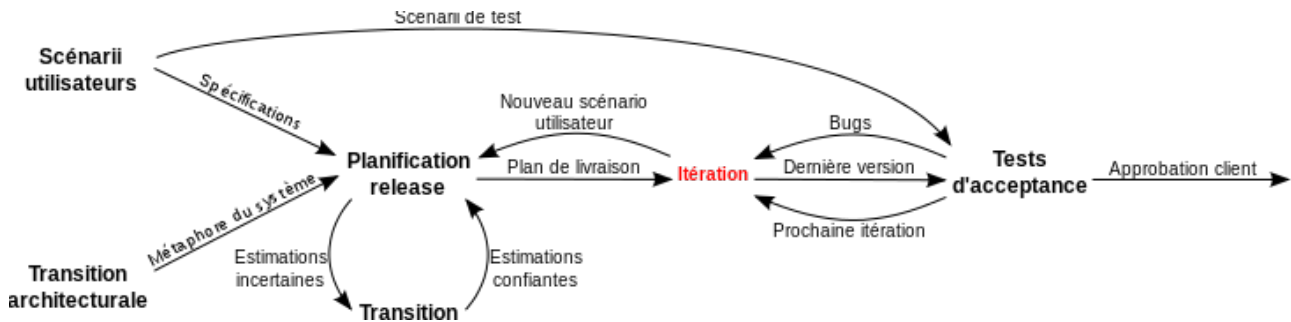 Scénarii de test
Scénarii
utilisateurs
Spécifications
Nouveau scénario
utilisateur
Bugs
Planification
release
Plan de livraison
Itération
Dernière version
Tests
d'acceptance
Approbation client
Métaphore du système
Prochaine itération
Transition
architecturale
Estimations
incertaines
Estimations
confiantes
Transition